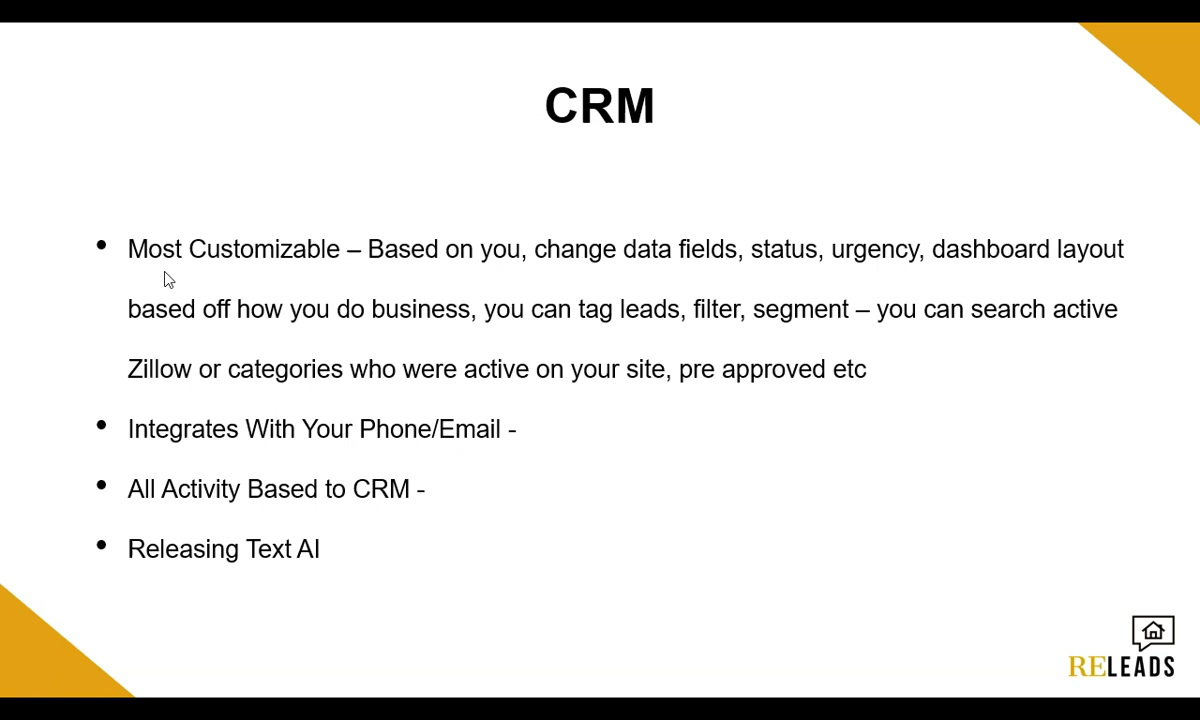 CRM
• Most Customizable – Based on you, change data fields, status, urgency, dashboard layout
based off how you do business, you can tag leads, filter, segment – you can search active
Zillow or categories who were active on your site, pre approved etc
• Integrates With Your Phone/Email -
• All Activity Based to CRM -
• Releasing Text AI
RELEADS